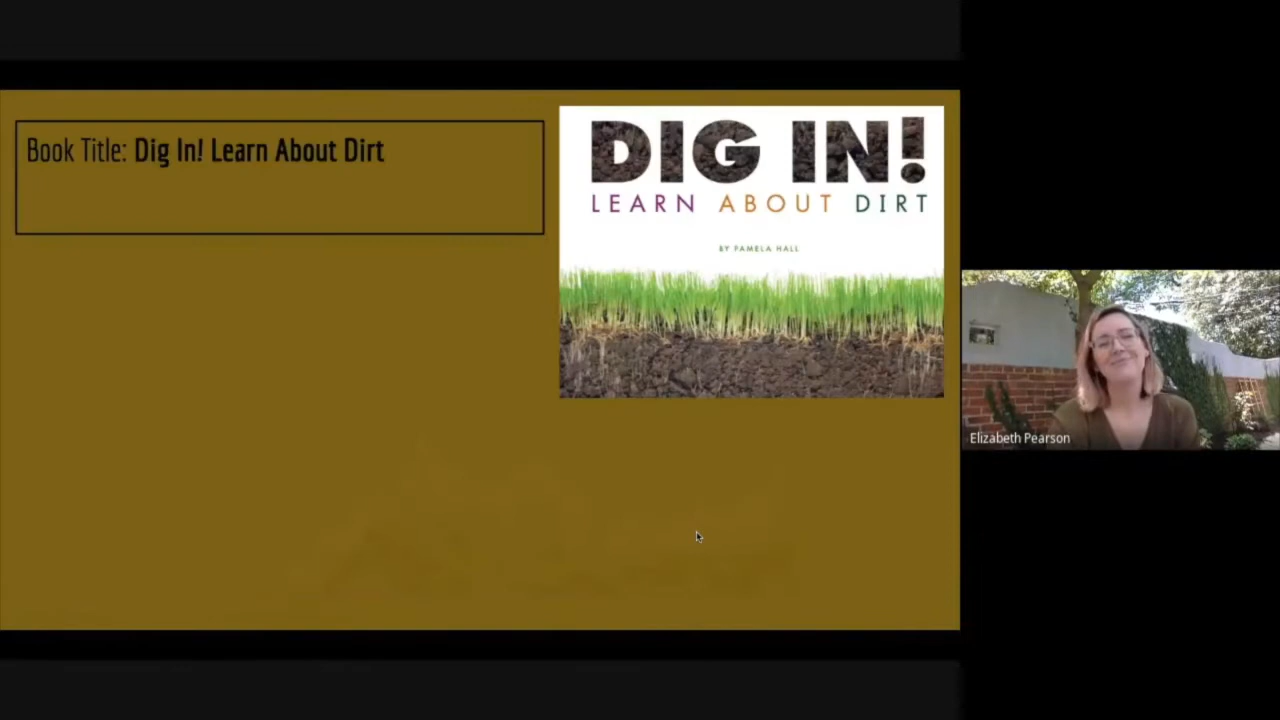 Book Title: Dig In! Learn About Dirt
DIG IN!
LEARN ABOUT DIRT
BY PAMELA HALL
Elizabeth Pearson